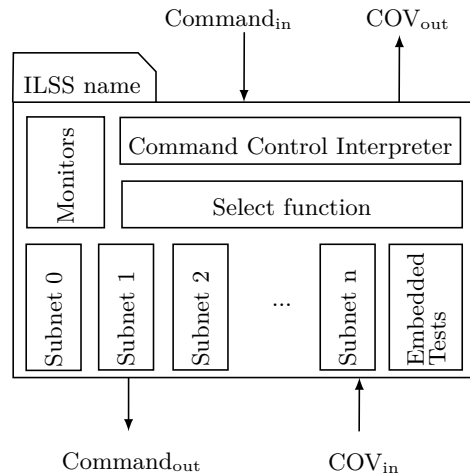 Command_in
COV_out
ILSS name
Monitors
Command Control Interpreter
Select function
Subnet 0
Subnet 1
Subnet 2
...
Subnet n
Embedded
Tests
Command_out
COV_in